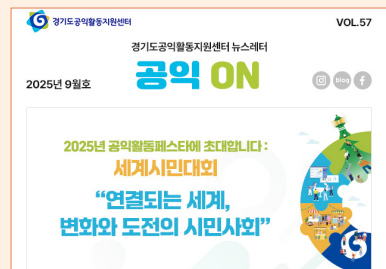 경기도공익활동지원센터
VOL.57
경기도공익활동지원센터 뉴스레터
2025년 9월호
공익 ON
blog
2025년 공익활동페스타에 초대합니다 :
세계시민대회
“연결되는 세계,
변화와 도전의 시민사회”